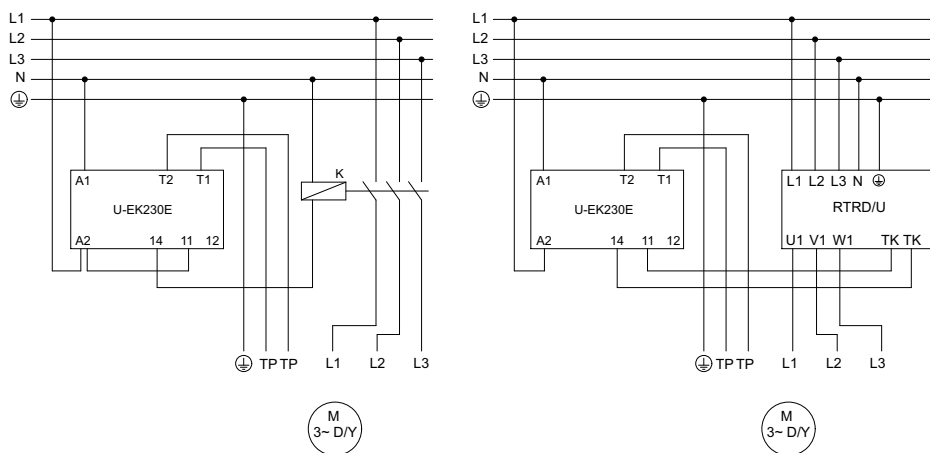 L1
L2
L3
N
A1 T2 T1
U-EK230E
A2 14 11 12
K
TP TP L1 L2 L3
M
3~ D/Y
L1
L2
L3
N
A1 T2 T1
U-EK230E
A2 14 11 12
L1 L2 L3 N
RTRD/U
U1 V1 W1 TK TK
TP TP L1 L2 L3
M
3~ D/Y